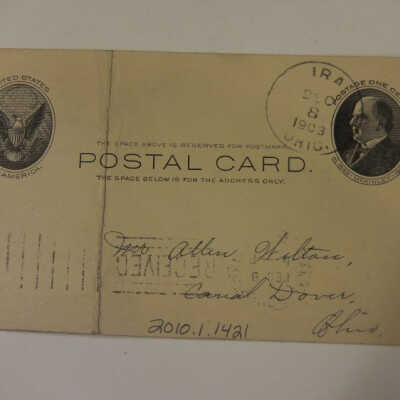 UNITED STATES
AMERICA.
IRA
DEC
8
1903
OHIO.
POSTAGE ONE CE
THE SPACE ABOVE IS RESERVED FOR POSTMARK
POSTAL CARD.
THE SPACE BELOW IS FOR THE ADDRESS ONLY.
Mr Allen Hilton,
RECEIVED
Canal Dover,
Ohio.
2010.1.1421